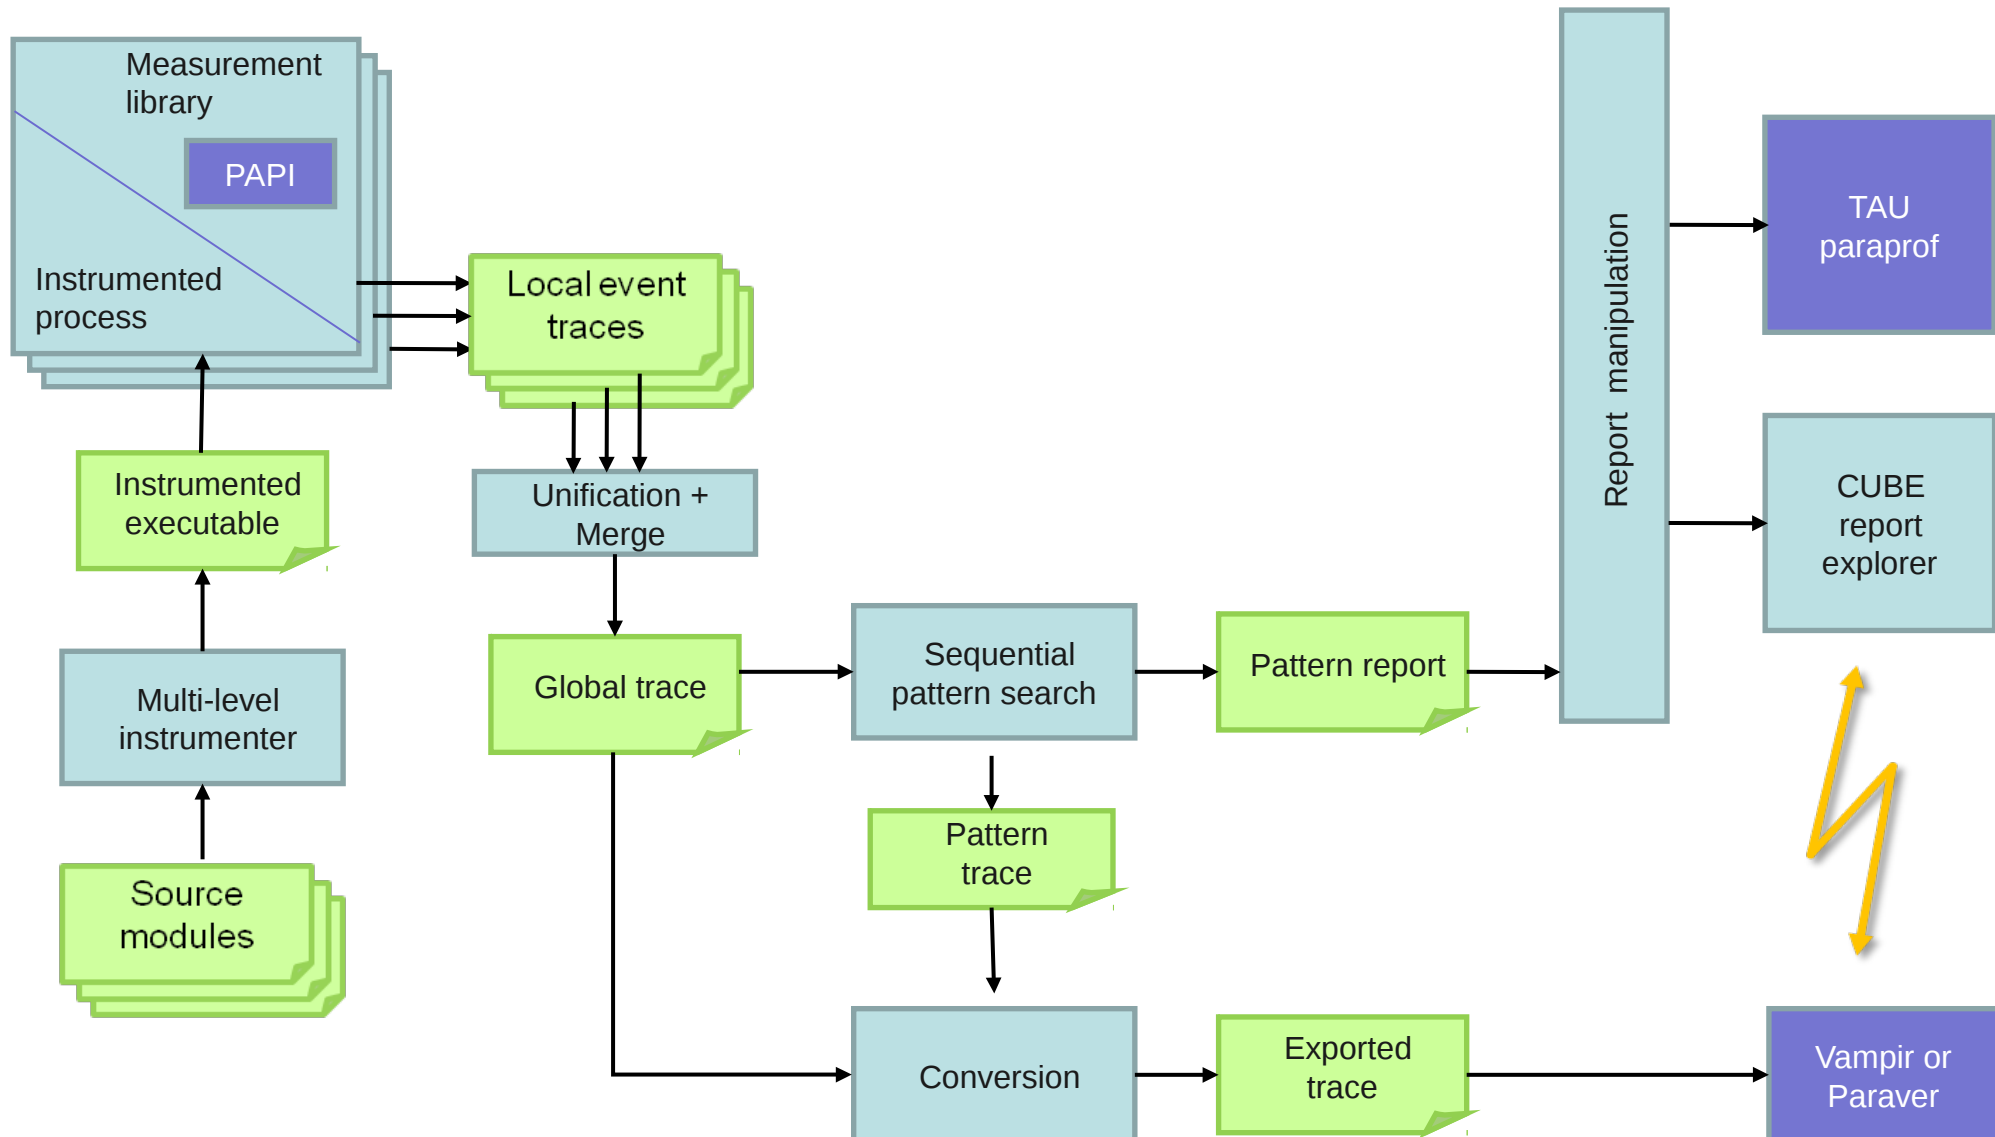 Measurement
library
PAPI
Instrumented
process
Local event
traces
Instrumented
executable
Unification +
Merge
Multi-level
instrumenter
Global trace
Source
modules
Sequential
pattern search
Pattern report
Pattern
trace
Conversion
Exported
trace
Report manipulation
TAU
paraprof
CUBE
report
explorer
Vampir or
Paraver